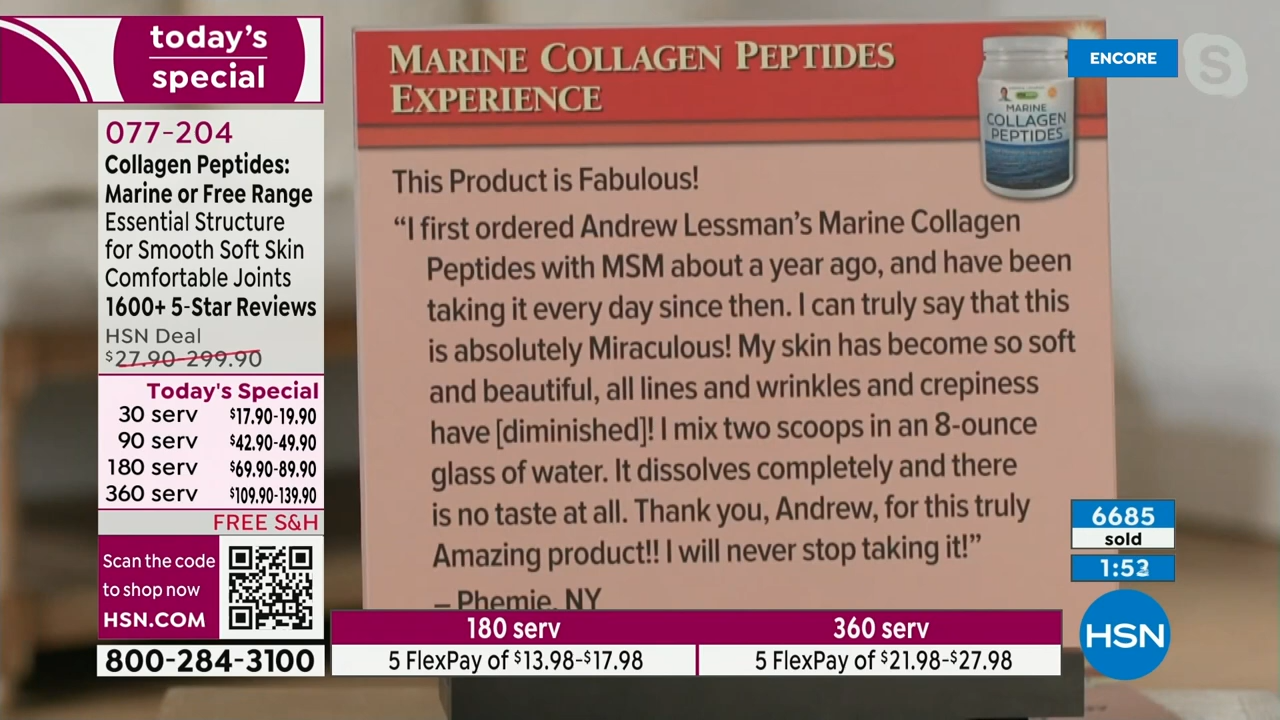 today's
special
077-204
Collagen Peptides:
Marine or Free Range
Essential Structure
for Smooth Soft Skin
Comfortable Joints
1600+ 5-Star Reviews
HSN Deal
$27.90-299.90
Today's Special
30 serv $17.90-19.90
90 serv $42.90-49.90
180 serv $69.90-89.90
360 serv $109.90-139.90
FREE S&H
Scan the code
to shop now
HSN.COM
800-284-3100
MARINE COLLAGEN PEPTIDES
EXPERIENCE
MARINE
COLLAGEN
PEPTIDES
ENCORE
S
This Product is Fabulous!
“I first ordered Andrew Lessman’s Marine Collagen
Peptides with MSM about a year ago, and have been
taking it every day since then. I can truly say that this
is absolutely Miraculous! My skin has become so soft
and beautiful, all lines and wrinkles and crepiness
have [diminished]! I mix two scoops in an 8-ounce
glass of water. It dissolves completely and there
is no taste at all. Thank you, Andrew, for this truly
Amazing product!! I will never stop taking it!”
– Phemie, NY
6685
sold
HSN
180 serv
5 FlexPay of $13.98-$17.98
360 serv
5 FlexPay of $21.98-$27.98